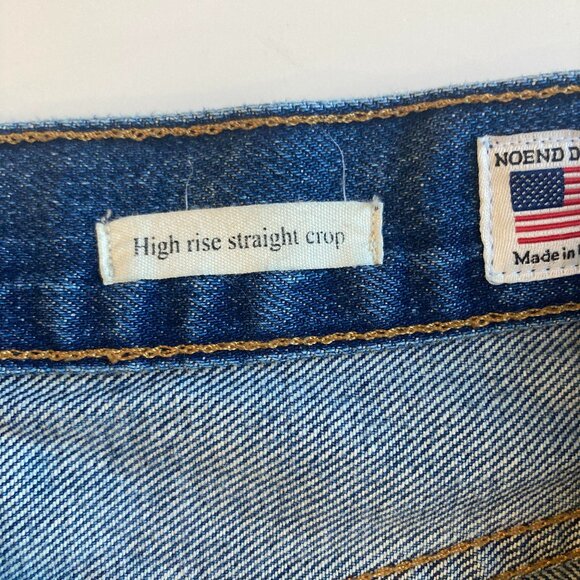 High rise straight crop
NOEND D
Made in